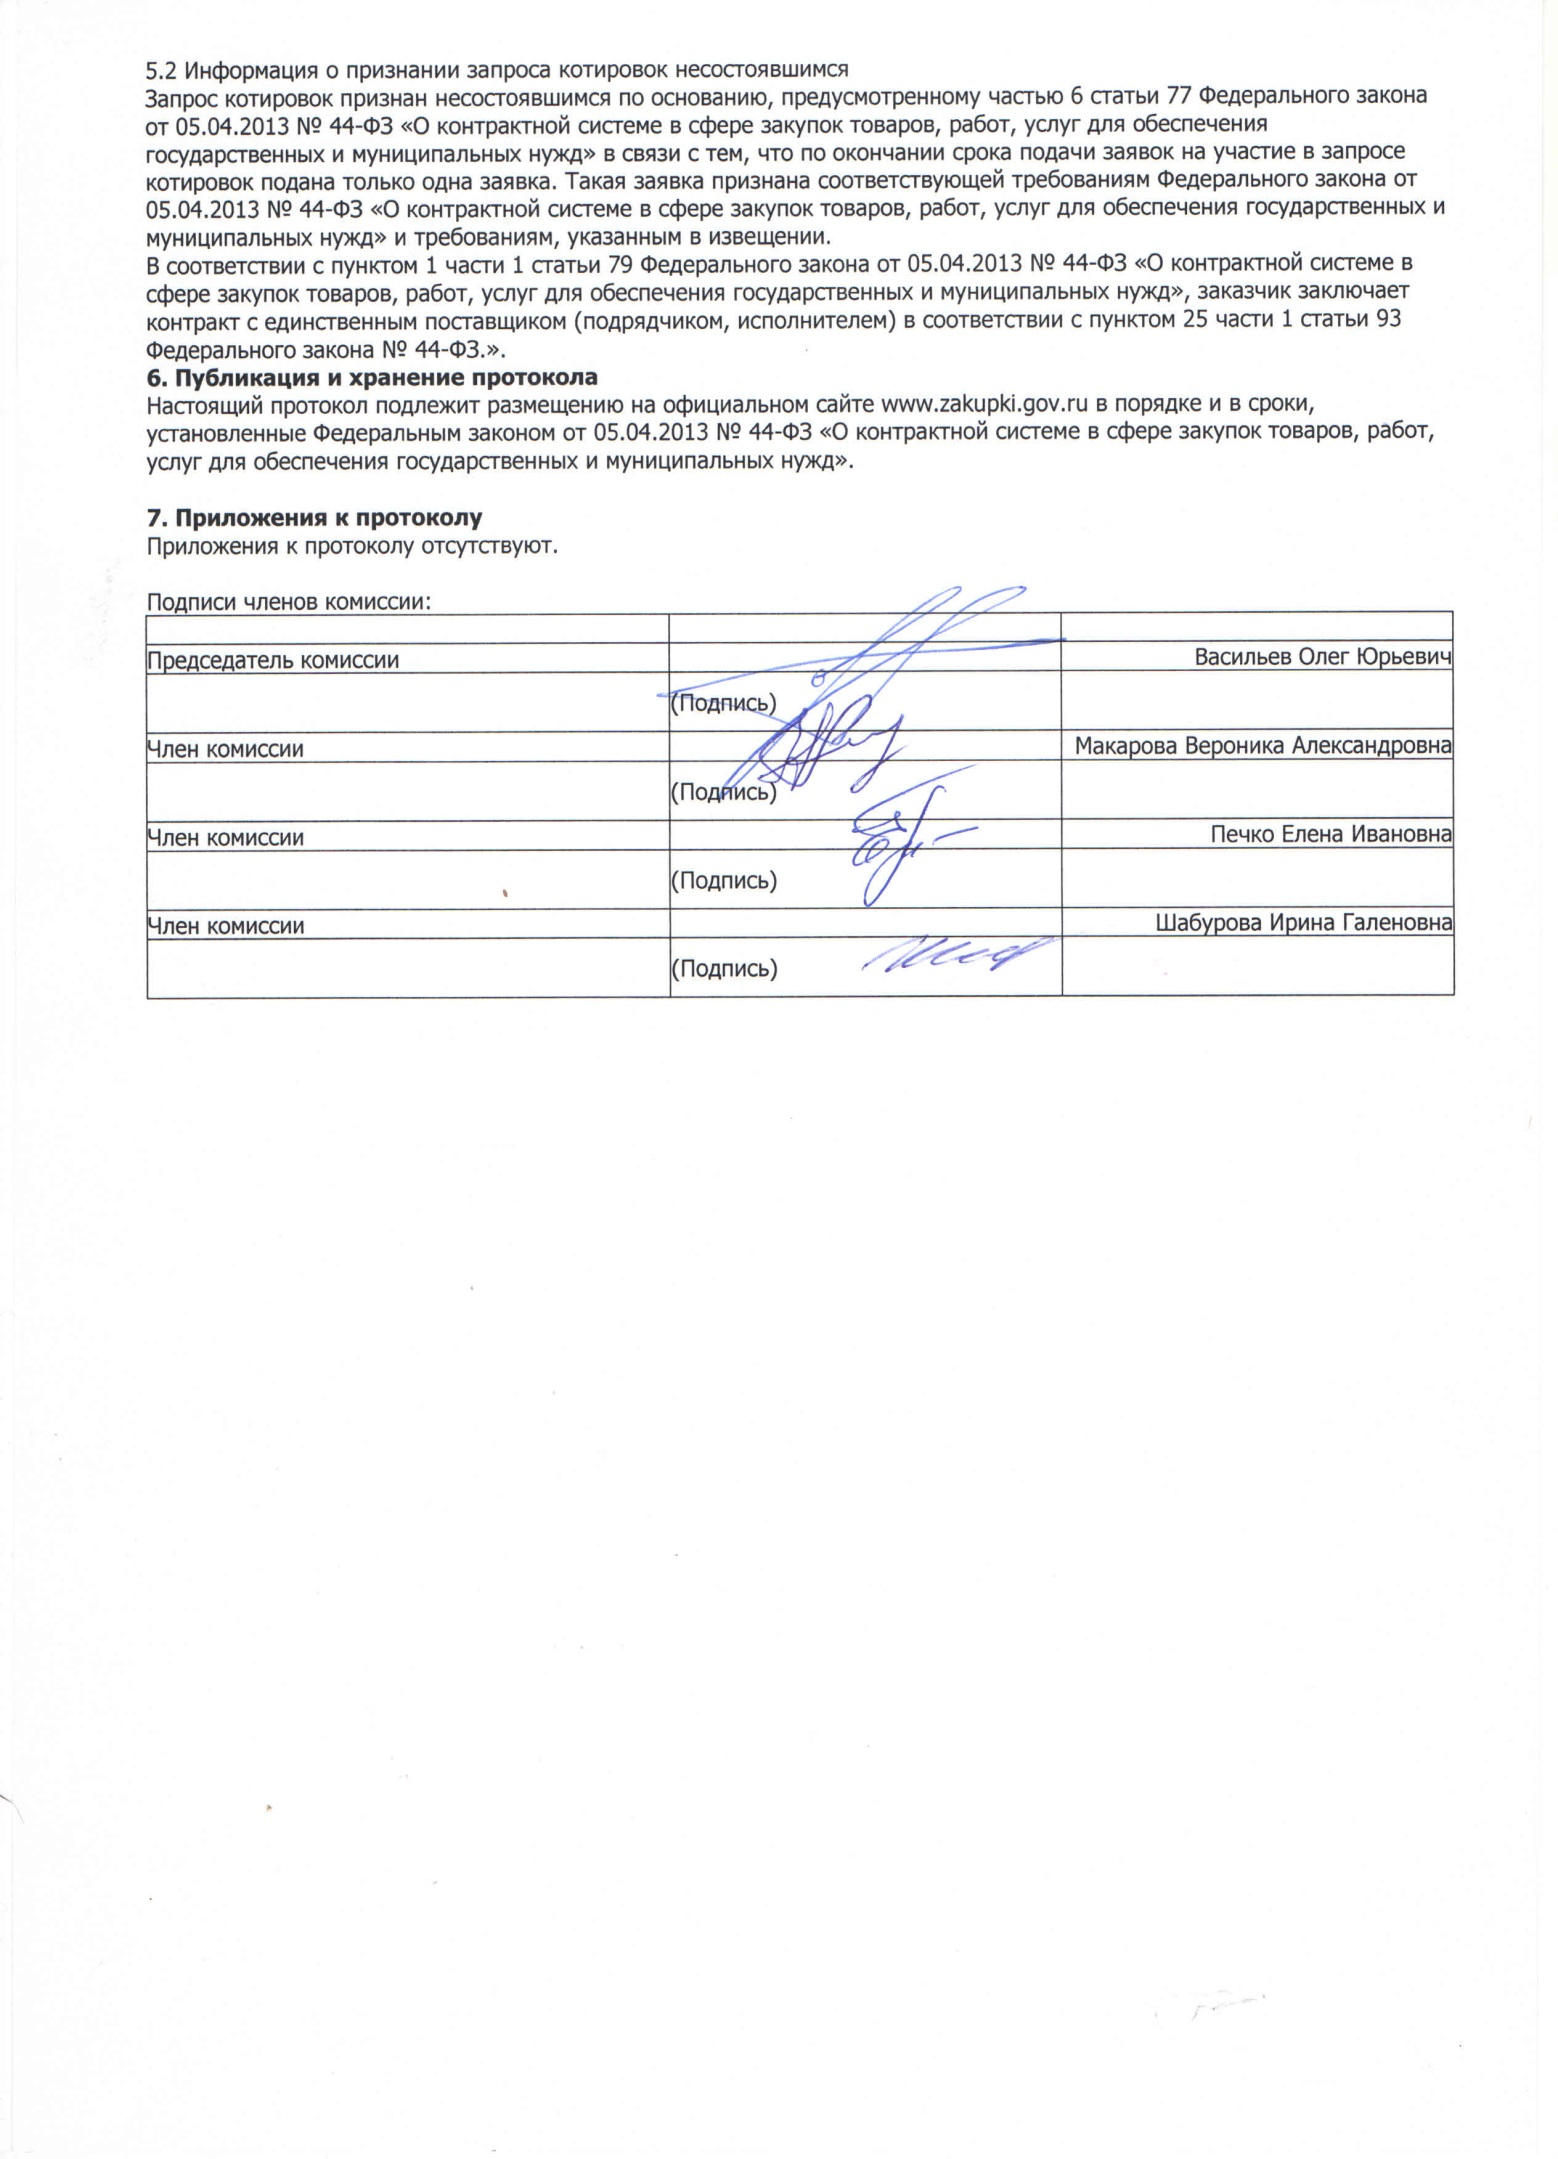 5.2 Информация о признании запроса котировок несостоявшимся
Запрос котировок признан несостоявшимся по основанию, предусмотренному частью 6 статьи 77 Федерального закона
от 05.04.2013 № 44-ФЗ «О контрактной системе в сфере закупок товаров, работ, услуг для обеспечения
государственных и муниципальных нужд» в связи с тем, что по окончании срока подачи заявок на участие в запросе
котировок подана только одна заявка. Такая заявка признана соответствующей требованиям Федерального закона от
05.04.2013 № 44-ФЗ «О контрактной системе в сфере закупок товаров, работ, услуг для обеспечения государственных и
муниципальных нужд» и требованиям, указанным в извещении.
В соответствии с пунктом 1 части 1 статьи 79 Федерального закона от 05.04.2013 № 44-ФЗ «О контрактной системе в
сфере закупок товаров, работ, услуг для обеспечения государственных и муниципальных нужд», заказчик заключает
контракт с единственным поставщиком (подрядчиком, исполнителем) в соответствии с пунктом 25 части 1 статьи 93
Федерального закона № 44-ФЗ.».
6. Публикация и хранение протокола
Настоящий протокол подлежит размещению на официальном сайте www.zakupki.gov.ru в порядке и в сроки,
установленные Федеральным законом от 05.04.2013 № 44-ФЗ «О контрактной системе в сфере закупок товаров, работ,
услуг для обеспечения государственных и муниципальных нужд».
7. Приложения к протоколу
Приложения к протоколу отсутствуют.
Подписи членов комиссии:
Председатель комиссии Васильев Олег Юрьевич
(Подпись)
Член комиссии Макарова Вероника Александровна
(Подпись)
Член комиссии Печко Елена Ивановна
(Подпись)
Член комиссии Шабурова Ирина Галеновна
(Подпись)